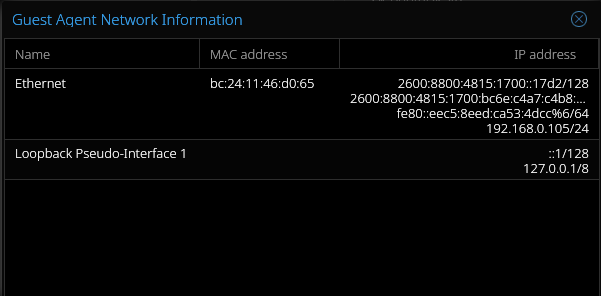 Guest Agent Network Information
Name MAC address IP address
Ethernet bc:24:11:46:d0:65 2600:8800:4815:1700::17d2/128
2600:8800:4815:1700:bc6e:c4a7:c4b8:...
fe80::eec5:8eed:ca53:4dcc%6/64
192.168.0.105/24
Loopback Pseudo-Interface 1 ::1/128
127.0.0.1/8